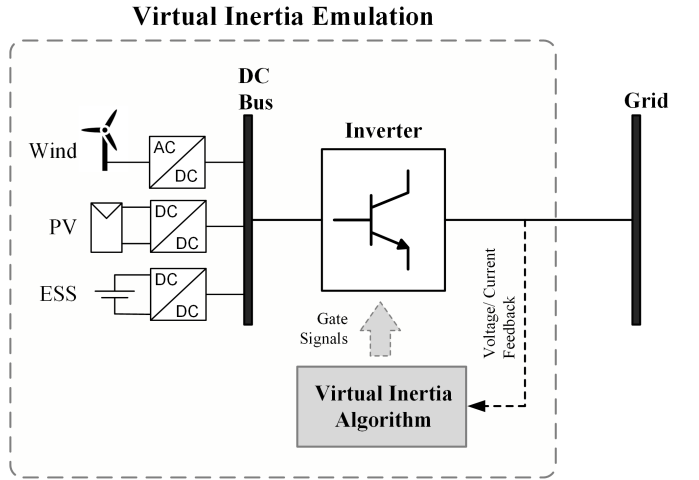 Virtual Inertia Emulation
DC
Bus
Grid
Inverter
Wind
AC
DC
PV
DC
DC
ESS
DC
DC
Gate
Signals
Voltage/ Current
Feedback
Virtual Inertia
Algorithm